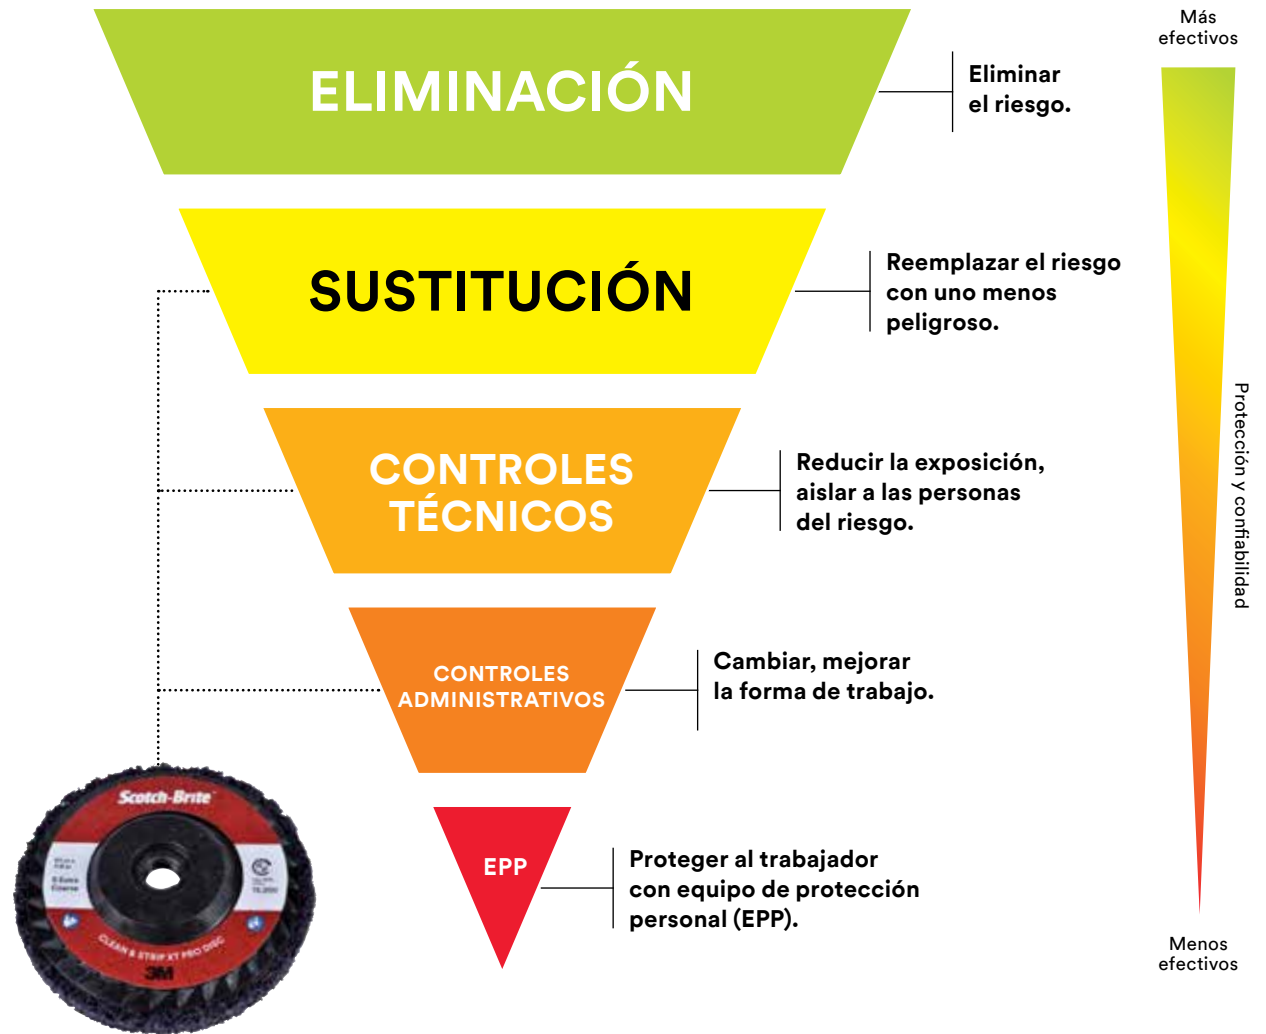 Más
efectivos
ELIMINACIÓN
Eliminar
el riesgo.
SUSTITUCIÓN
Reemplazar el riesgo
con uno menos
peligroso.
CONTROLES
TÉCNICOS
Reducir la exposición,
aislar a las personas
del riesgo.
Protección y confiabilidad
CONTROLES
ADMINISTRATIVOS
Cambiar, mejorar
la forma de trabajo.
EPP
Proteger al trabajador
con equipo de protección
personal (EPP).
Menos
efectivos
Scotch-Brite
CLEAN & STRIP XT PRO DISC
3M